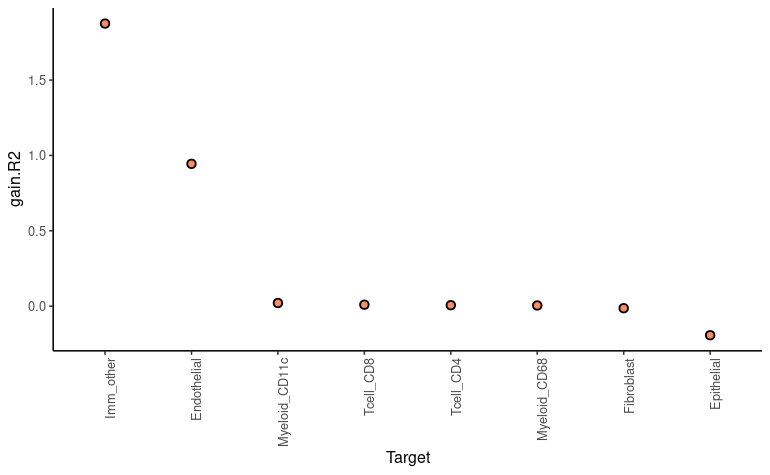 gain.R2
1.5
1.0
0.5
0.0
Imm_other
Endothelial
Myeloid_CD11c
Tcell_CD8
Tcell_CD4
Myeloid_CD68
Fibroblast
Epithelial
Target